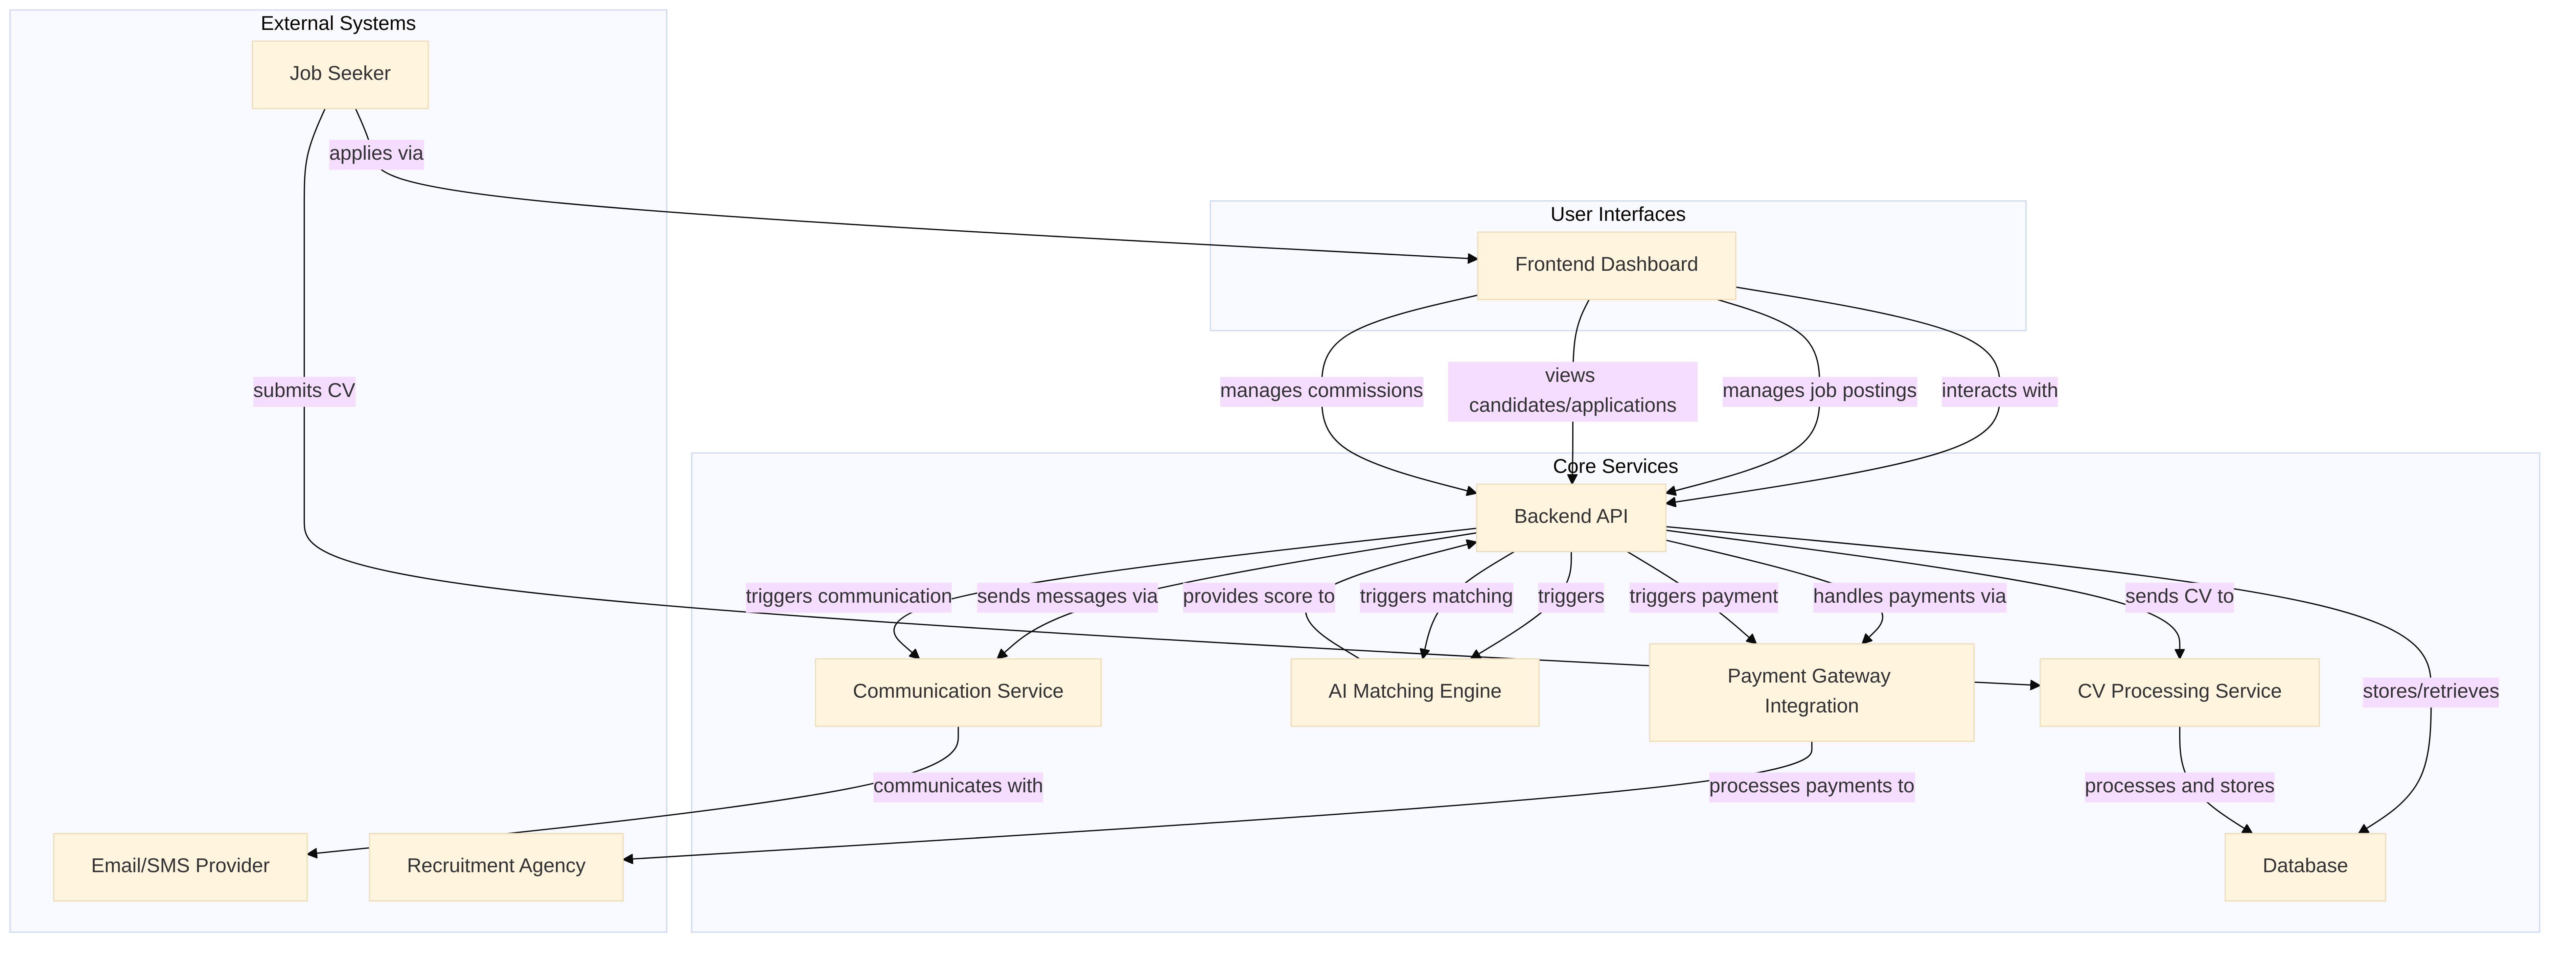 External Systems
Job Seeker
applies via
User Interfaces
Frontend Dashboard
submits CV
manages commissions
views
candidates/applications
manages job postings
interacts with
Core Services
Backend API
triggers communication
sends messages via
provides score to
triggers matching
triggers
triggers payment
handles payments via
sends CV to
Communication Service
AI Matching Engine
Payment Gateway
Integration
CV Processing Service
stores/retrieves
communicates with
processes payments to
processes and stores
Email/SMS Provider
Recruitment Agency
Database